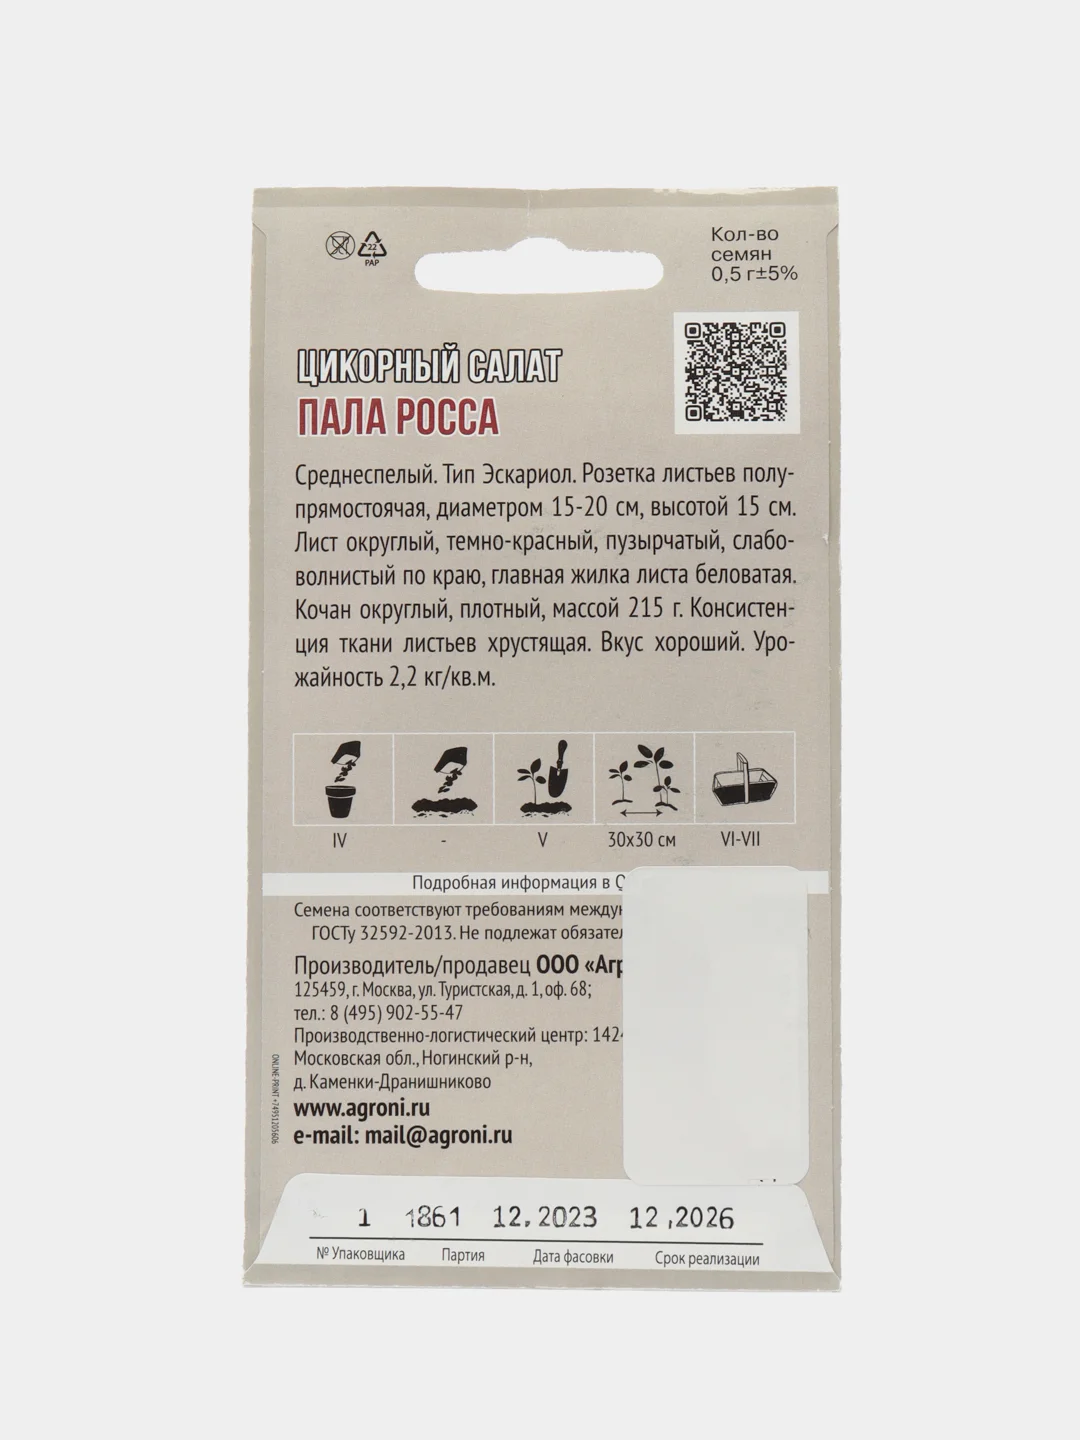 Кол-во
семян
0,5 г±5%
22
PAP
ЦИКОРНЫЙ САЛАТ
ПАЛА РОССА
Среднеспелый. Тип Эскариол. Розетка листьев полу-
прямостоячая, диаметром 15-20 см, высотой 15 см.
Лист округлый, темно-красный, пузырчатый, слабо-
волнистый по краю, главная жилка листа беловатая.
Кочан округлый, плотный, массой 215 г. Консистен-
ция ткани листьев хрустящая. Вкус хороший. Уро-
жайность 2,2 кг/кв.м.
IV - V 30х30 см VI-VII
Подробная информация в
Семена соответствуют требованиям
ГОСТу 32592-2013. Не подлежат
Производитель/продавец ООО
125459, г. Москва, ул. Туристская, д. 1, оф. 68;
тел.: 8 (495) 902-55-47
Производственно-логистический центр:
Московская обл., Ногинский р-н,
д. Каменки-Дранишниково
www.agroni.ru
e-mail: mail@agroni.ru
ONLINE-PRINT +74951205606
1 1861 12.2023 12,2026
№ Упаковщика Партия Дата фасовки Срок реализации